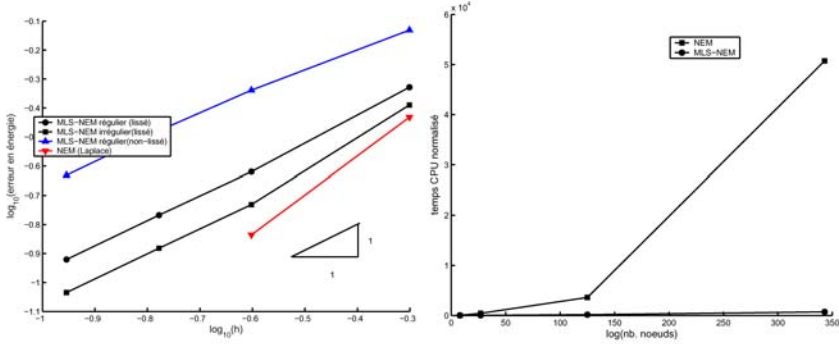 −0.1
−0.2
−0.3
−0.4
−0.6
−0.7
−0.8
−0.9
−1
−1.1
log10(erreur en énergie)
MLS−NEM régulier (lissé)
MLS−NEM irrégulier(lissé)
MLS−NEM régulier(non−lissé)
NEM (Laplace)
1
1
−1 −0.9 −0.8 −0.7 −0.6 −0.5 −0.4 −0.3
log10(h)
x 10^4
6
5
4
3
2
1
0
temps CPU normalisé
NEM
MLS−NEM
0 50 100 150 200 250 300 350
log(nb. noeuds)